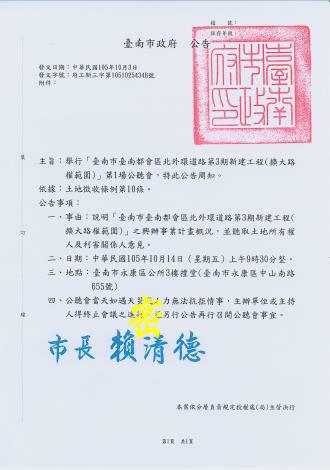 檔　　號：
保存年限：
臺南市政府　公告
臺南市政府印
發文日期：中華民國105年10月3日
發文字號：府工新三字第1051025434B號
附件：
主旨：舉行「臺南市臺南都會區北外環道路第3期新建工程(擴大路
權範圍)」第1場公聽會，特此公告周知。
依據：土地徵收條例第10條。
公告事項：
一、事由：說明「臺南市臺南都會區北外環道路第3期新建工程(
擴大路權範圍)」之興辦事業計畫概況，並聽取土地所有權
人及利害關係人意見。
二、日期：中華民國105年10月14日（星期五）上午9時30分整。
三、地點：臺南市永康區公所3樓禮堂(臺南市永康區中山南路
655號)
四、公聽會當天如遇天
人力無法抗拒情事，主辦單位或主持
人得終止會議之進
另行公告再行召開公聽會事宜。
密
市長 賴清德
裝
訂
線
本案依分層負責規定授權處(局)主管決行
第1頁　共1頁